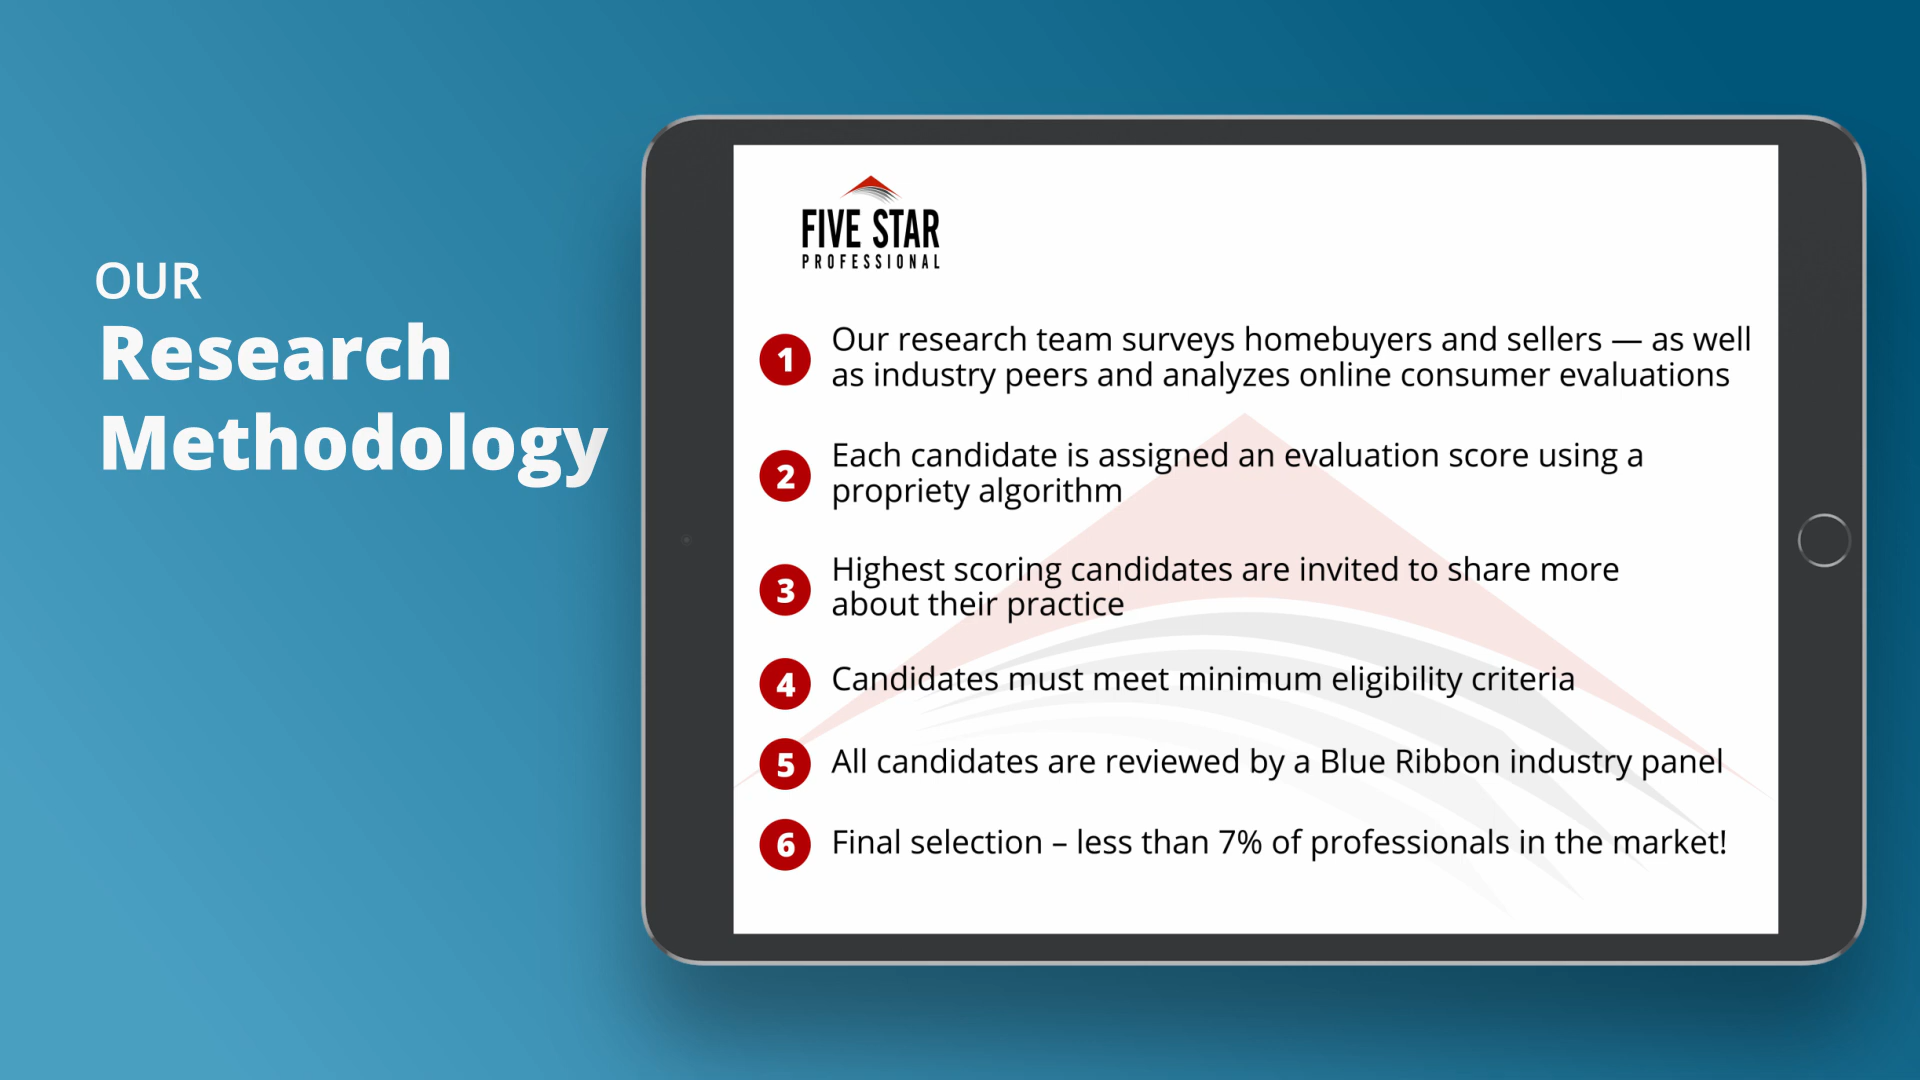 OUR
Research
Methodology
FIVE STAR
PROFESSIONAL
1 Our research team surveys homebuyers and sellers — as well
as industry peers and analyzes online consumer evaluations
2 Each candidate is assigned an evaluation score using a
propriety algorithm
3 Highest scoring candidates are invited to share more
about their practice
4 Candidates must meet minimum eligibility criteria
5 All candidates are reviewed by a Blue Ribbon industry panel
6 Final selection – less than 7% of professionals in the market!